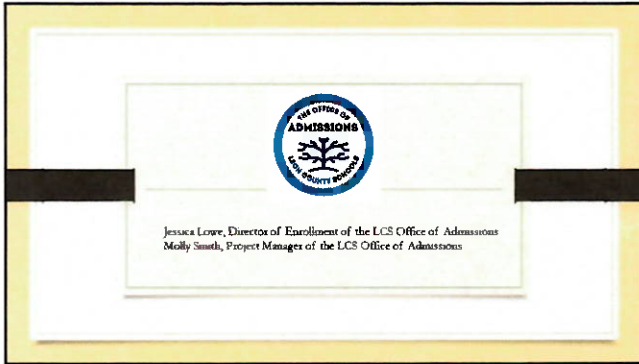 THE OFFICE OF
ADMISSIONS
LEON COUNTY SCHOOLS
Jessica Lowe, Director of Enrollment of the LCS Office of Admissions
Molly Smith, Project Manager of the LCS Office of Admissions